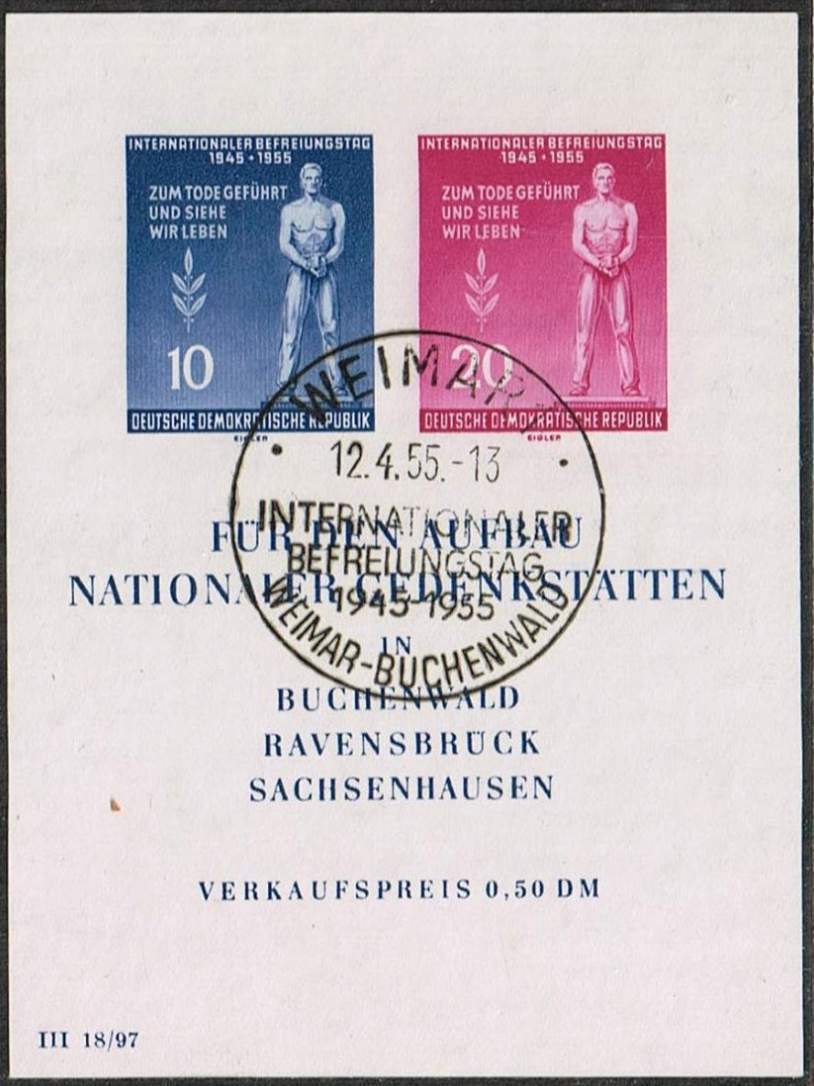 INTERNATIONALER BEFREIUNGSTAG
1945 · 1955
ZUM TODE GEFÜHRT
UND SIEHE
WIR LEBEN
10
DEUTSCHE DEMOKRATISCHE REPUBLIK
EIGLER
INTERNATIONALER BEFREIUNGSTAG
1945 · 1955
ZUM TODE GEFÜHRT
UND SIEHE
WIR LEBEN
20
DEUTSCHE DEMOKRATISCHE REPUBLIK
EIGLER
WEIMAR 1
12.4.55.-13
INTERNATIONALER
BEFREIUNGSTAG
1945-1955
WEIMAR-BUCHENWALD
FÜR DEN AUFBAU
NATIONALER GEDENKSTÄTTEN
IN
BUCHENWALD
RAVENSBRÜCK
SACHSENHAUSEN
VERKAUFSPREIS 0,50 DM
III 18/97